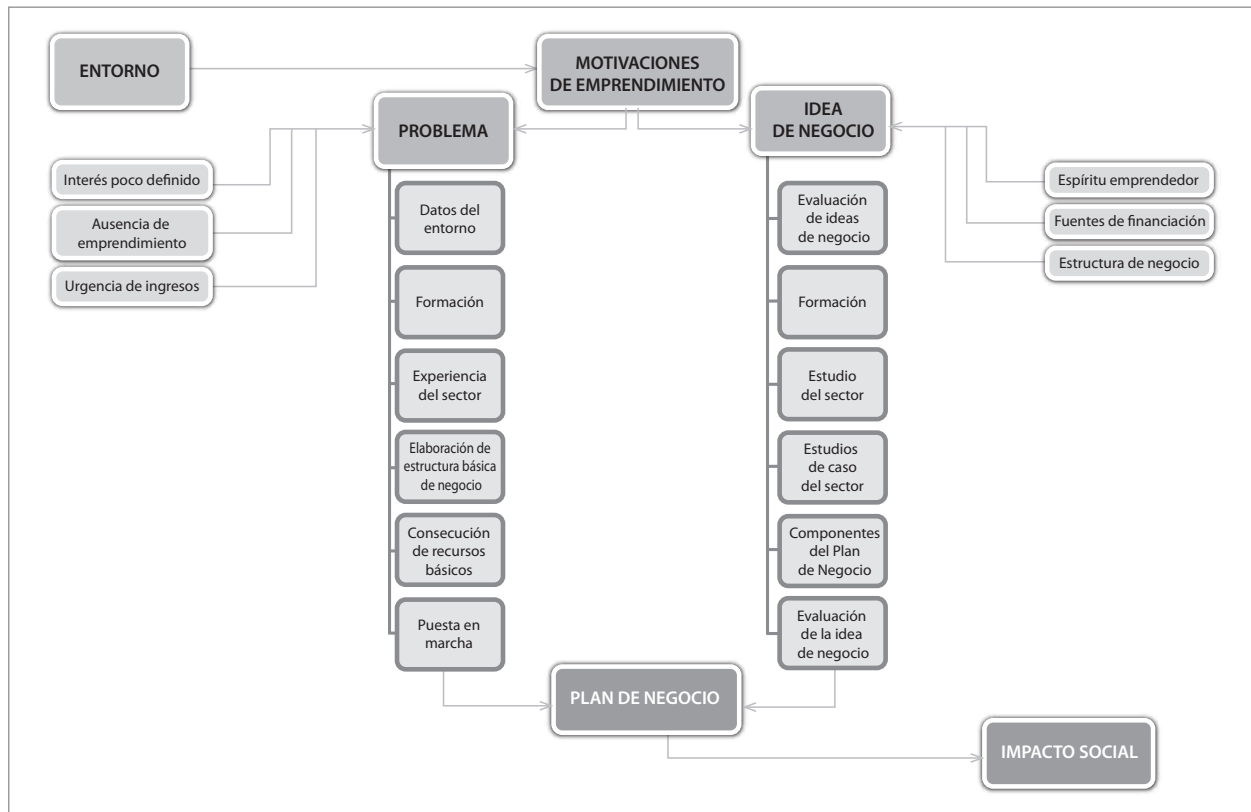 ENTORNO
MOTIVACIONES
DE EMPRENDIMIENTO
PROBLEMA
IDEA
DE NEGOCIO
Interés poco definido
Ausencia de
emprendimiento
Urgencia de ingresos
Espíritu emprendedor
Fuentes de financiación
Estructura de negocio
Datos del
entorno
Formación
Experiencia
del sector
Elaboración de
estructura básica
de negocio
Consecución
de recursos
básicos
Puesta en
marcha
Evaluación
de ideas
de negocio
Formación
Estudio
del sector
Estudios
de caso
del sector
Componentes
del Plan
de Negocio
Evaluación
de la idea
de negocio
PLAN DE NEGOCIO
IMPACTO SOCIAL